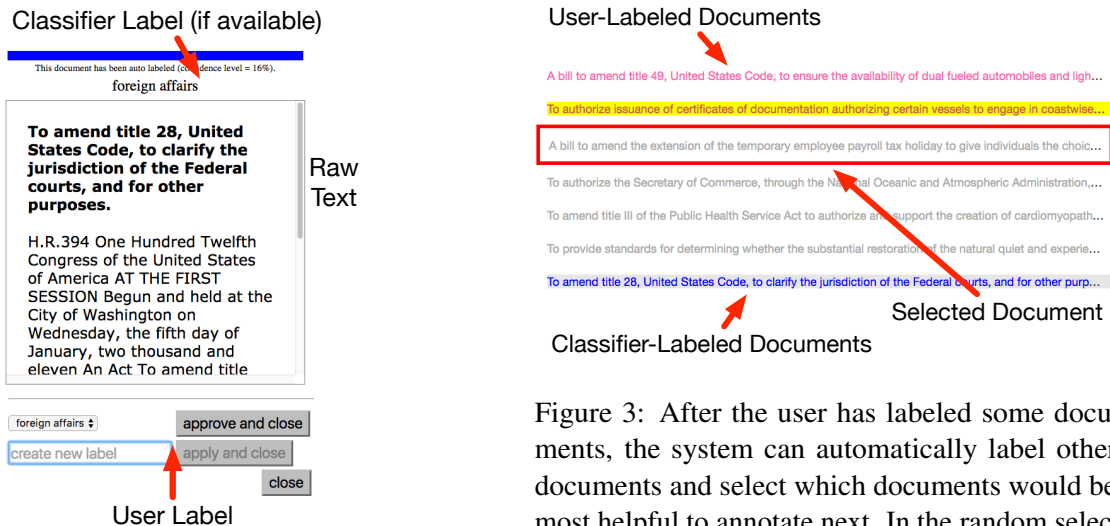 Classifier Label (if available)
This document has been auto labeled (confidence level = 16%).
foreign affairs
To amend title 28, United
States Code, to clarify the
jurisdiction of the Federal
courts, and for other
purposes.
H.R.394 One Hundred Twelfth
Congress of the United States
of America AT THE FIRST
SESSION Begun and held at the
City of Washington on
Wednesday, the fifth day of
January, two thousand and
eleven An Act To amend title
Raw
Text
foreign affairs
approve and close
create new label
apply and close
close
User Label
User-Labeled Documents
A bill to amend title 49, United States Code, to ensure the availability of dual fueled automobiles and ligh...
To authorize issuance of certificates of documentation authorizing certain vessels to engage in coastwise...
A bill to amend the extension of the temporary employee payroll tax holiday to give individuals the choic...
To authorize the Secretary of Commerce, through the National Oceanic and Atmospheric Administration,...
To amend title III of the Public Health Service Act to authorize and support the creation of cardiomyopath...
To provide standards for determining whether the substantial restoration of the natural quiet and experie...
To amend title 28, United States Code, to clarify the jurisdiction of the Federal courts, and for other purp...
Selected Document
Classifier-Labeled Documents
Figure 3: After the user has labeled some docu
ments, the system can automatically label other
documents and select which documents would be
most helpful to annotate next. In the random selec